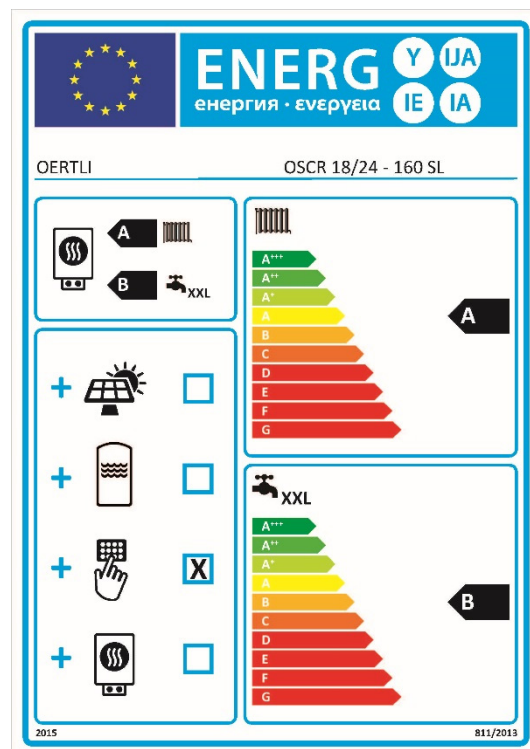 ENERG Y IJA
енергия · ενεργεια IE IA
OERTLI OSCR 18/24 - 160 SL
A
B XXL
A+++
A++
A+
A
B
C
D
E
F
G
A
+
+
+ X
+
XXL
A+++
A++
A+
A
B
C
D
E
F
G
B
2015 811/2013